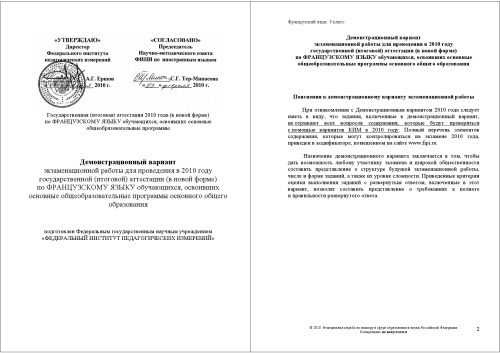 «УТВЕРЖДАЮ»
Директор
Федерального института
педагогических измерений
А.Г. Ершов
2010 г.
«СОГЛАСОВАНО»
Председатель
Научно-методического совета
ФИПИ по иностранным языкам
С.Г. Тер-Минасова
2010 г.
Государственная (итоговая) аттестация 2010 года (в новой форме)
по ФРАНЦУЗСКОМУ ЯЗЫКУ обучающихся, освоивших основные
общеобразовательные программы
Демонстрационный вариант
экзаменационной работы для проведения в 2010 году
государственной (итоговой) аттестации (в новой форме)
по ФРАНЦУЗСКОМУ ЯЗЫКУ обучающихся, освоивших
основные общеобразовательные программы основного общего
образования
подготовлен Федеральным государственным научным учреждением
«ФЕДЕРАЛЬНЫЙ ИНСТИТУТ ПЕДАГОГИЧЕСКИХ ИЗМЕРЕНИЙ»
Французский язык. 9 класс
Демонстрационный вариант
экзаменационной работы для проведения в 2010 году
государственной (итоговой) аттестации (в новой форме)
по ФРАНЦУЗСКОМУ ЯЗЫКУ обучающихся, освоивших основные
общеобразовательные программы основного общего образования
Пояснения к демонстрационному варианту экзаменационной работы
При ознакомлении с Демонстрационным вариантом 2010 года следует
иметь в виду, что задания, включённые в демонстрационный вариант,
не отражают всех вопросов содержания, которые будут проверяться
с помощью вариантов КИМ в 2010 году. Полный перечень элементов
содержания, которые могут контролироваться на экзамене 2010 года,
приведен в кодификаторе, помещенном на сайте www.fipi.ru.
Назначение демонстрационного варианта заключается в том, чтобы
дать возможность любому участнику экзамена и широкой общественности
составить представление о структуре будущей экзаменационной работы,
числе и форме заданий, а также их уровне сложности. Приведенные критерии
оценки выполнения заданий с развернутым ответом, включенные в этот
вариант, позволят составить представление о требованиях к полноте
и правильности развернутого ответа.
© 2010 Федеральная служба по надзору в сфере образования и науки Российской Федерации
Копирование не допускается
2